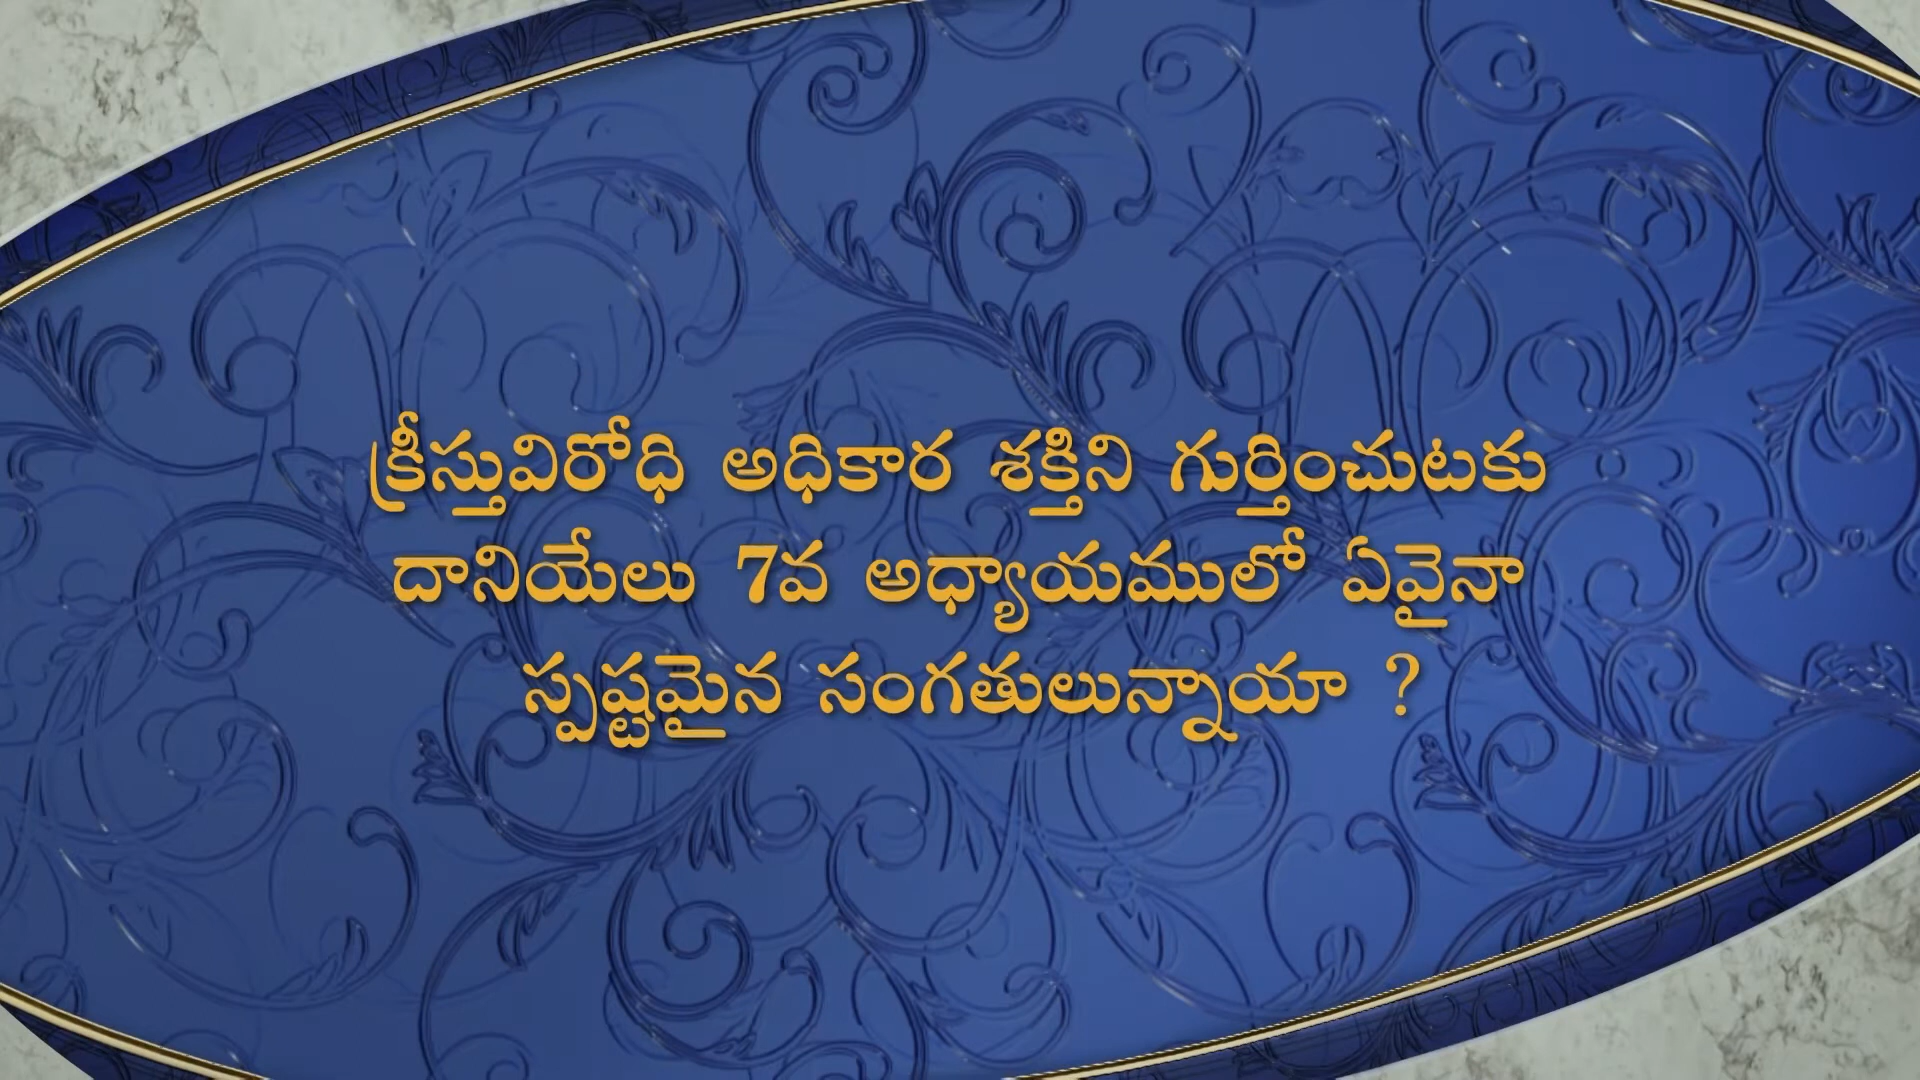 క్రీస్తువిరోధి అధికార శక్తిని గుర్తించుటకు
దానియేలు 7వ అధ్యాయములో ఏవైనా
స్పష్టమైన సంగతులున్నాయా ?